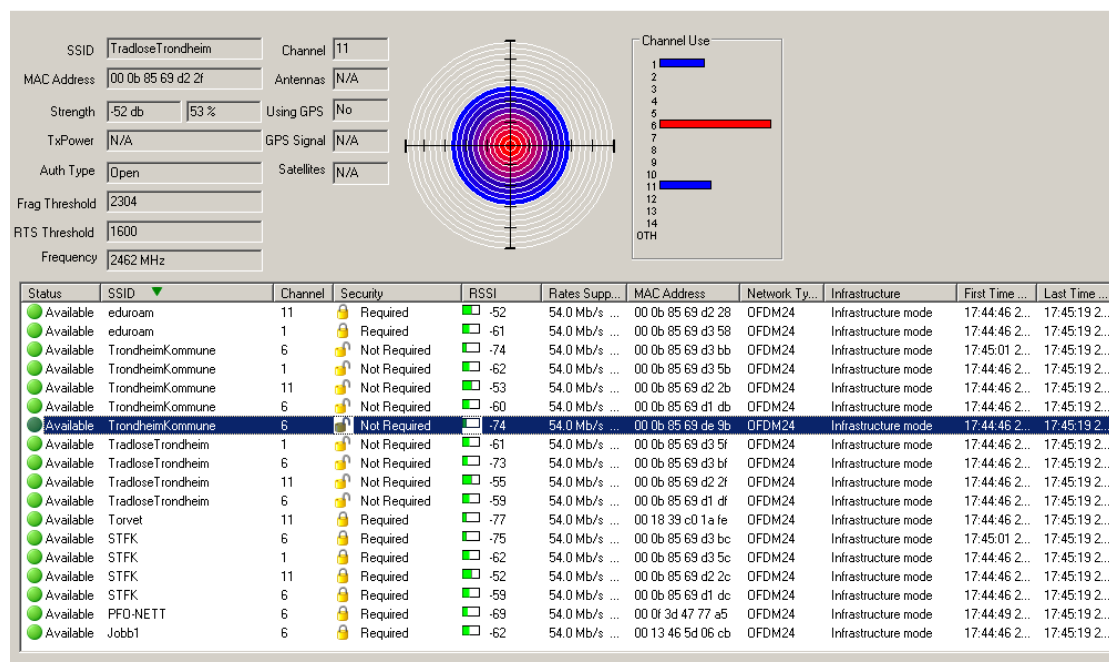 SSID TradloseTrondheim Channel 11
MAC Address 00 0b 85 69 d2 2f Antennas N/A
Strength -52 db 53 % Using GPS No
TxPower N/A GPS Signal N/A
Auth Type Open Satellites N/A
Frag Threshold 2304
RTS Threshold 1600
Frequency 2462 MHz
Channel Use
1
2
3
4
5
6
7
8
9
10
11
12
13
14
OTH
Status SSID Channel Security RSSI Rates Supp... MAC Address Network Ty... Infrastructure First Time ... Last Time ...
Available eduroam 11 Required -52 54.0 Mb/s ... 00 0b 85 69 d2 28 OFDM24 Infrastructure mode 17:44:46 2... 17:45:19 2...
Available eduroam 1 Required -61 54.0 Mb/s ... 00 0b 85 69 d3 58 OFDM24 Infrastructure mode 17:44:46 2... 17:45:19 2...
Available TrondheimKommune 6 Not Required -74 54.0 Mb/s ... 00 0b 85 69 d3 bb OFDM24 Infrastructure mode 17:45:01 2... 17:45:19 2...
Available TrondheimKommune 1 Not Required -62 54.0 Mb/s ... 00 0b 85 69 d3 5b OFDM24 Infrastructure mode 17:44:46 2... 17:45:19 2...
Available TrondheimKommune 11 Not Required -53 54.0 Mb/s ... 00 0b 85 69 d2 2b OFDM24 Infrastructure mode 17:44:46 2... 17:45:19 2...
Available TrondheimKommune 6 Not Required -60 54.0 Mb/s ... 00 0b 85 69 d1 db OFDM24 Infrastructure mode 17:44:46 2... 17:45:19 2...
Available TrondheimKommune 6 Not Required -74 54.0 Mb/s ... 00 0b 85 69 de 9b OFDM24 Infrastructure mode 17:44:46 2... 17:45:19 2...
Available TradloseTrondheim 1 Not Required -61 54.0 Mb/s ... 00 0b 85 69 d3 5f OFDM24 Infrastructure mode 17:44:46 2... 17:45:19 2...
Available TradloseTrondheim 6 Not Required -73 54.0 Mb/s ... 00 0b 85 69 d3 bf OFDM24 Infrastructure mode 17:44:46 2... 17:45:19 2...
Available TradloseTrondheim 11 Not Required -55 54.0 Mb/s ... 00 0b 85 69 d2 2f OFDM24 Infrastructure mode 17:44:46 2... 17:45:19 2...
Available TradloseTrondheim 6 Not Required -59 54.0 Mb/s ... 00 0b 85 69 d1 df OFDM24 Infrastructure mode 17:44:46 2... 17:45:19 2...
Available Torvet 11 Required -77 54.0 Mb/s ... 00 18 39 c0 1a fe OFDM24 Infrastructure mode 17:44:46 2... 17:45:19 2...
Available STFK 6 Required -75 54.0 Mb/s ... 00 0b 85 69 d3 bc OFDM24 Infrastructure mode 17:45:01 2... 17:45:19 2...
Available STFK 1 Required -62 54.0 Mb/s ... 00 0b 85 69 d3 5c OFDM24 Infrastructure mode 17:44:46 2... 17:45:19 2...
Available STFK 11 Required -52 54.0 Mb/s ... 00 0b 85 69 d2 2c OFDM24 Infrastructure mode 17:44:46 2... 17:45:19 2...
Available STFK 6 Required -59 54.0 Mb/s ... 00 0b 85 69 d1 dc OFDM24 Infrastructure mode 17:44:46 2... 17:45:19 2...
Available PFO-NETT 6 Required -69 54.0 Mb/s ... 00 0f 3d 47 77 a5 OFDM24 Infrastructure mode 17:44:49 2... 17:45:19 2...
Available Jobb1 6 Required -62 54.0 Mb/s ... 00 13 46 5d 06 cb OFDM24 Infrastructure mode 17:44:46 2... 17:45:19 2...